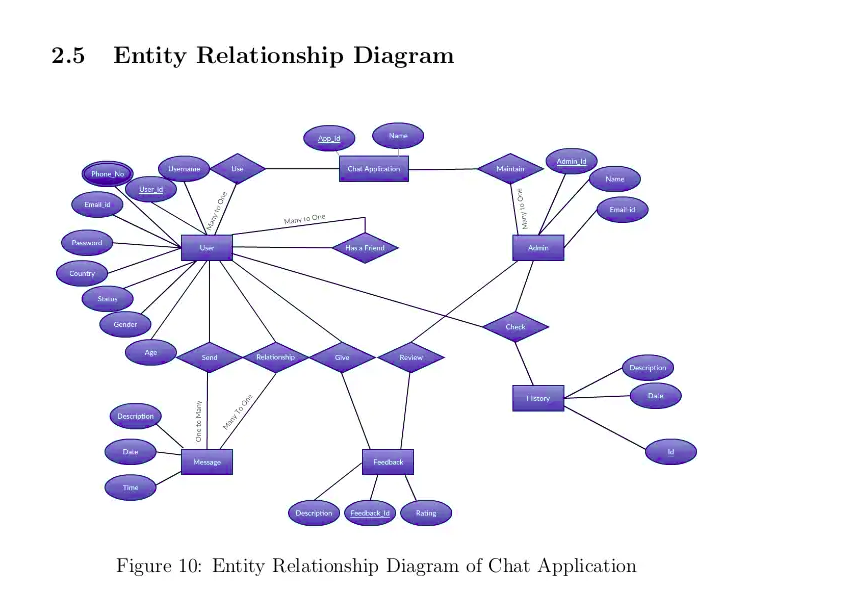 2.5 Entity Relationship Diagram
App_Id
Name
Phone_No
Username
Use
Chat Application
Maintain
Admin_Id
User_Id
Name
Email_id
Many to One
Many to One
Many to One
Email-id
Password
User
Has a Friend
Admin
Country
Status
Gender
Check
Age
Send
Relationship
Give
Review
Description
Date
History
Description
One to Many
Many To One
Date
Id
Message
Feedback
Time
Description
Feedback_Id
Rating
Figure 10: Entity Relationship Diagram of Chat Application